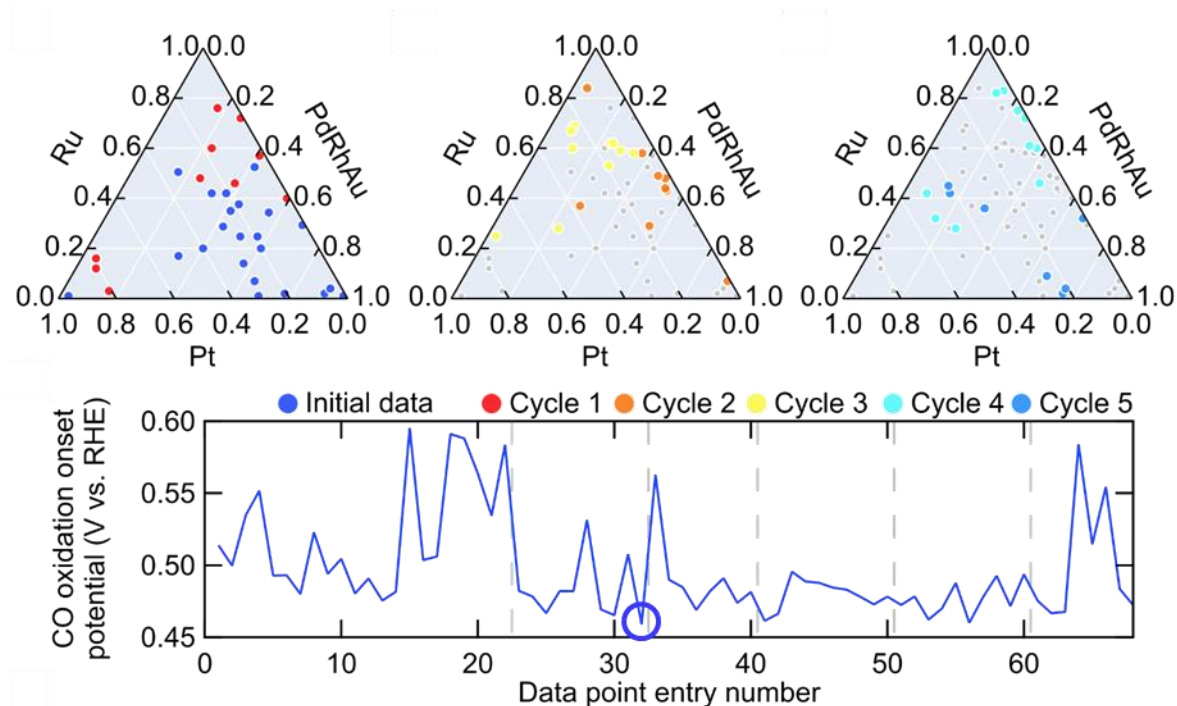 1.0 0.0 1.0 0.0 1.0 0.0
0.8 0.2 0.8 0.2 0.8 0.2
Ru PdRhAu Ru PdRhAu Ru PdRhAu
0.6 0.4 0.6 0.4 0.6 0.4
0.4 0.6 0.4 0.6 0.4 0.6
0.2 0.8 0.2 0.8 0.2 0.8
0.0 1.0 0.0 1.0 0.0 1.0
1.0 0.8 0.6 0.4 0.2 0.0 1.0 0.8 0.6 0.4 0.2 0.0 1.0 0.8 0.6 0.4 0.2 0.0
Pt Pt Pt
Initial data Cycle 1 Cycle 2 Cycle 3 Cycle 4 Cycle 5
CO oxidation onset
potential (V vs. RHE)
0.60
0.55
0.50
0.45
0 10 20 30 40 50 60
Data point entry number